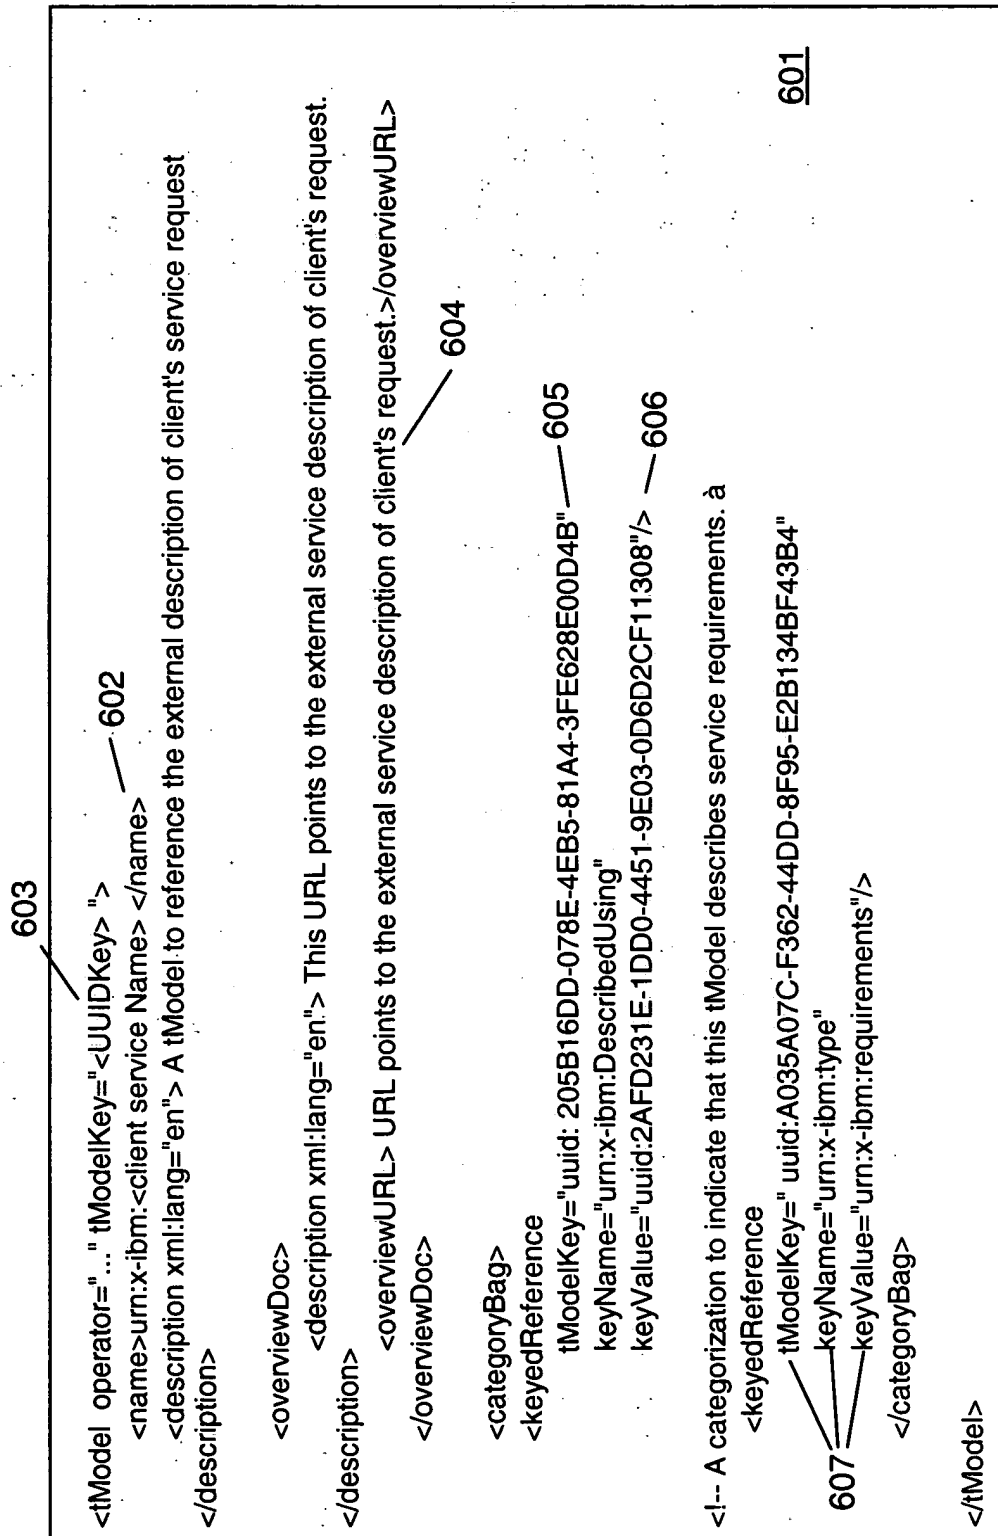 603
<tModel operator="..." tModelKey="<UUIDKey> ">
602
<name>urn:x-ibm:<client service Name> </name>
<description xml:lang="en"> A tModel to reference the external description of client's service request
</description>
<overviewDoc>
<description xml:lang="en"> This URL points to the external service description of client's request.
</description>
<overviewURL> URL points to the external service description of client's request.>/overviewURL>
</overviewDoc>
604
<categoryBag>
<keyedReference
tModelKey="uuid: 205B16DD-078E-4EB5-81A4-3FE628E00D4B"
605
keyName="urn:x-ibm:DescribedUsing"
keyValue="uuid:2AFD231E-1DD0-4451-9E03-0D6D2CF11308"/>
606
<!-- A categorization to indicate that this tModel describes service requirements. à
<keyedReference
tModelKey=" uuid:A035A07C-F362-44DD-8F95-E2B134BF43B4"
601
keyName="urn:x-ibm:type"
607
keyValue="urn:x-ibm:requirements"/>
</categoryBag>
</tModel>